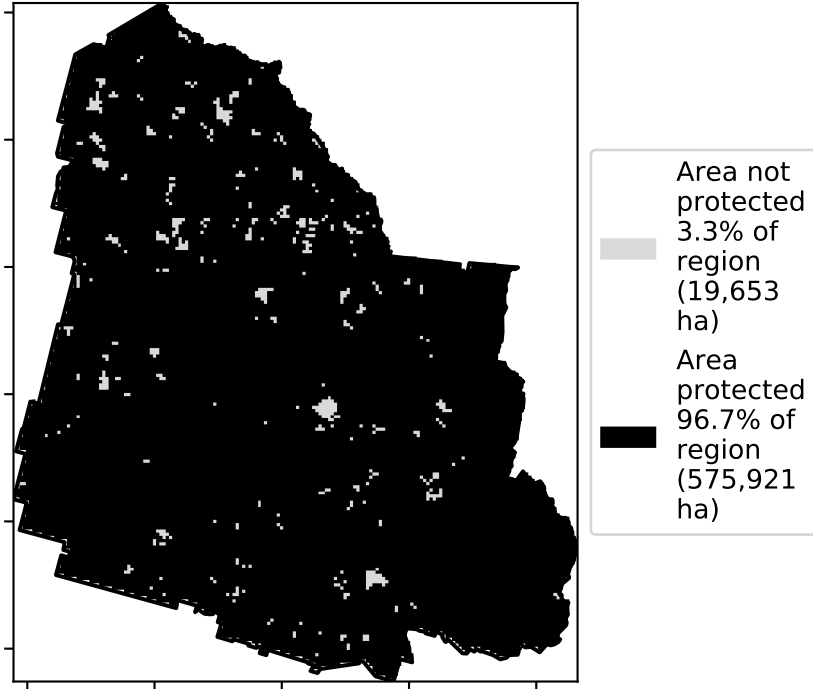 Area not
protected
3.3% of
region
(19,653
ha)
Area
protected
96.7% of
region
(575,921
ha)